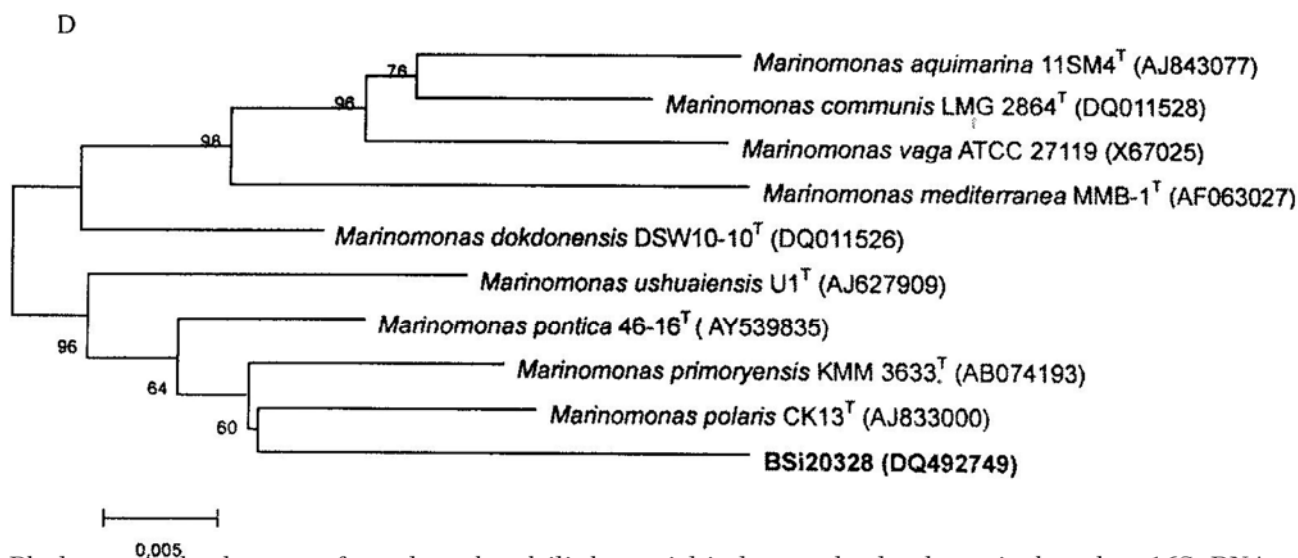 D
76 Marinomonas aquimarina 11SM4ᵀ (AJ843077)
96 Marinomonas communis LMG 2864ᵀ (DQ011528)
98 Marinomonas vaga ATCC 27119 (X67025)
Marinomonas mediterranea MMB-1ᵀ (AF063027)
Marinomonas dokdonensis DSW10-10ᵀ (DQ011526)
Marinomonas ushuaiensis U1ᵀ (AJ627909)
Marinomonas pontica 46-16ᵀ ( AY539835)
96
Marinomonas primoryensis KMM 3633.ᵀ (AB074193)
64
Marinomonas polaris CK13ᵀ (AJ833000)
60
BSi20328 (DQ492749)
0.005